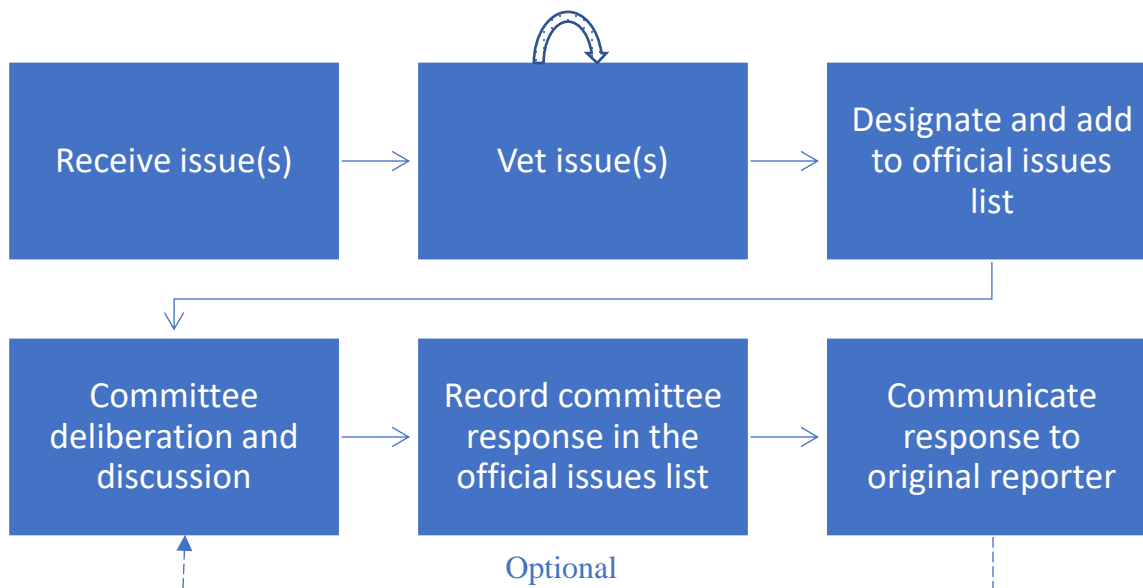 Receive issue(s)
Vet issue(s)
Designate and add
to official issues
list
Committee
deliberation and
discussion
Record committee
response in the
official issues list
Communicate
response to
original reporter
Optional